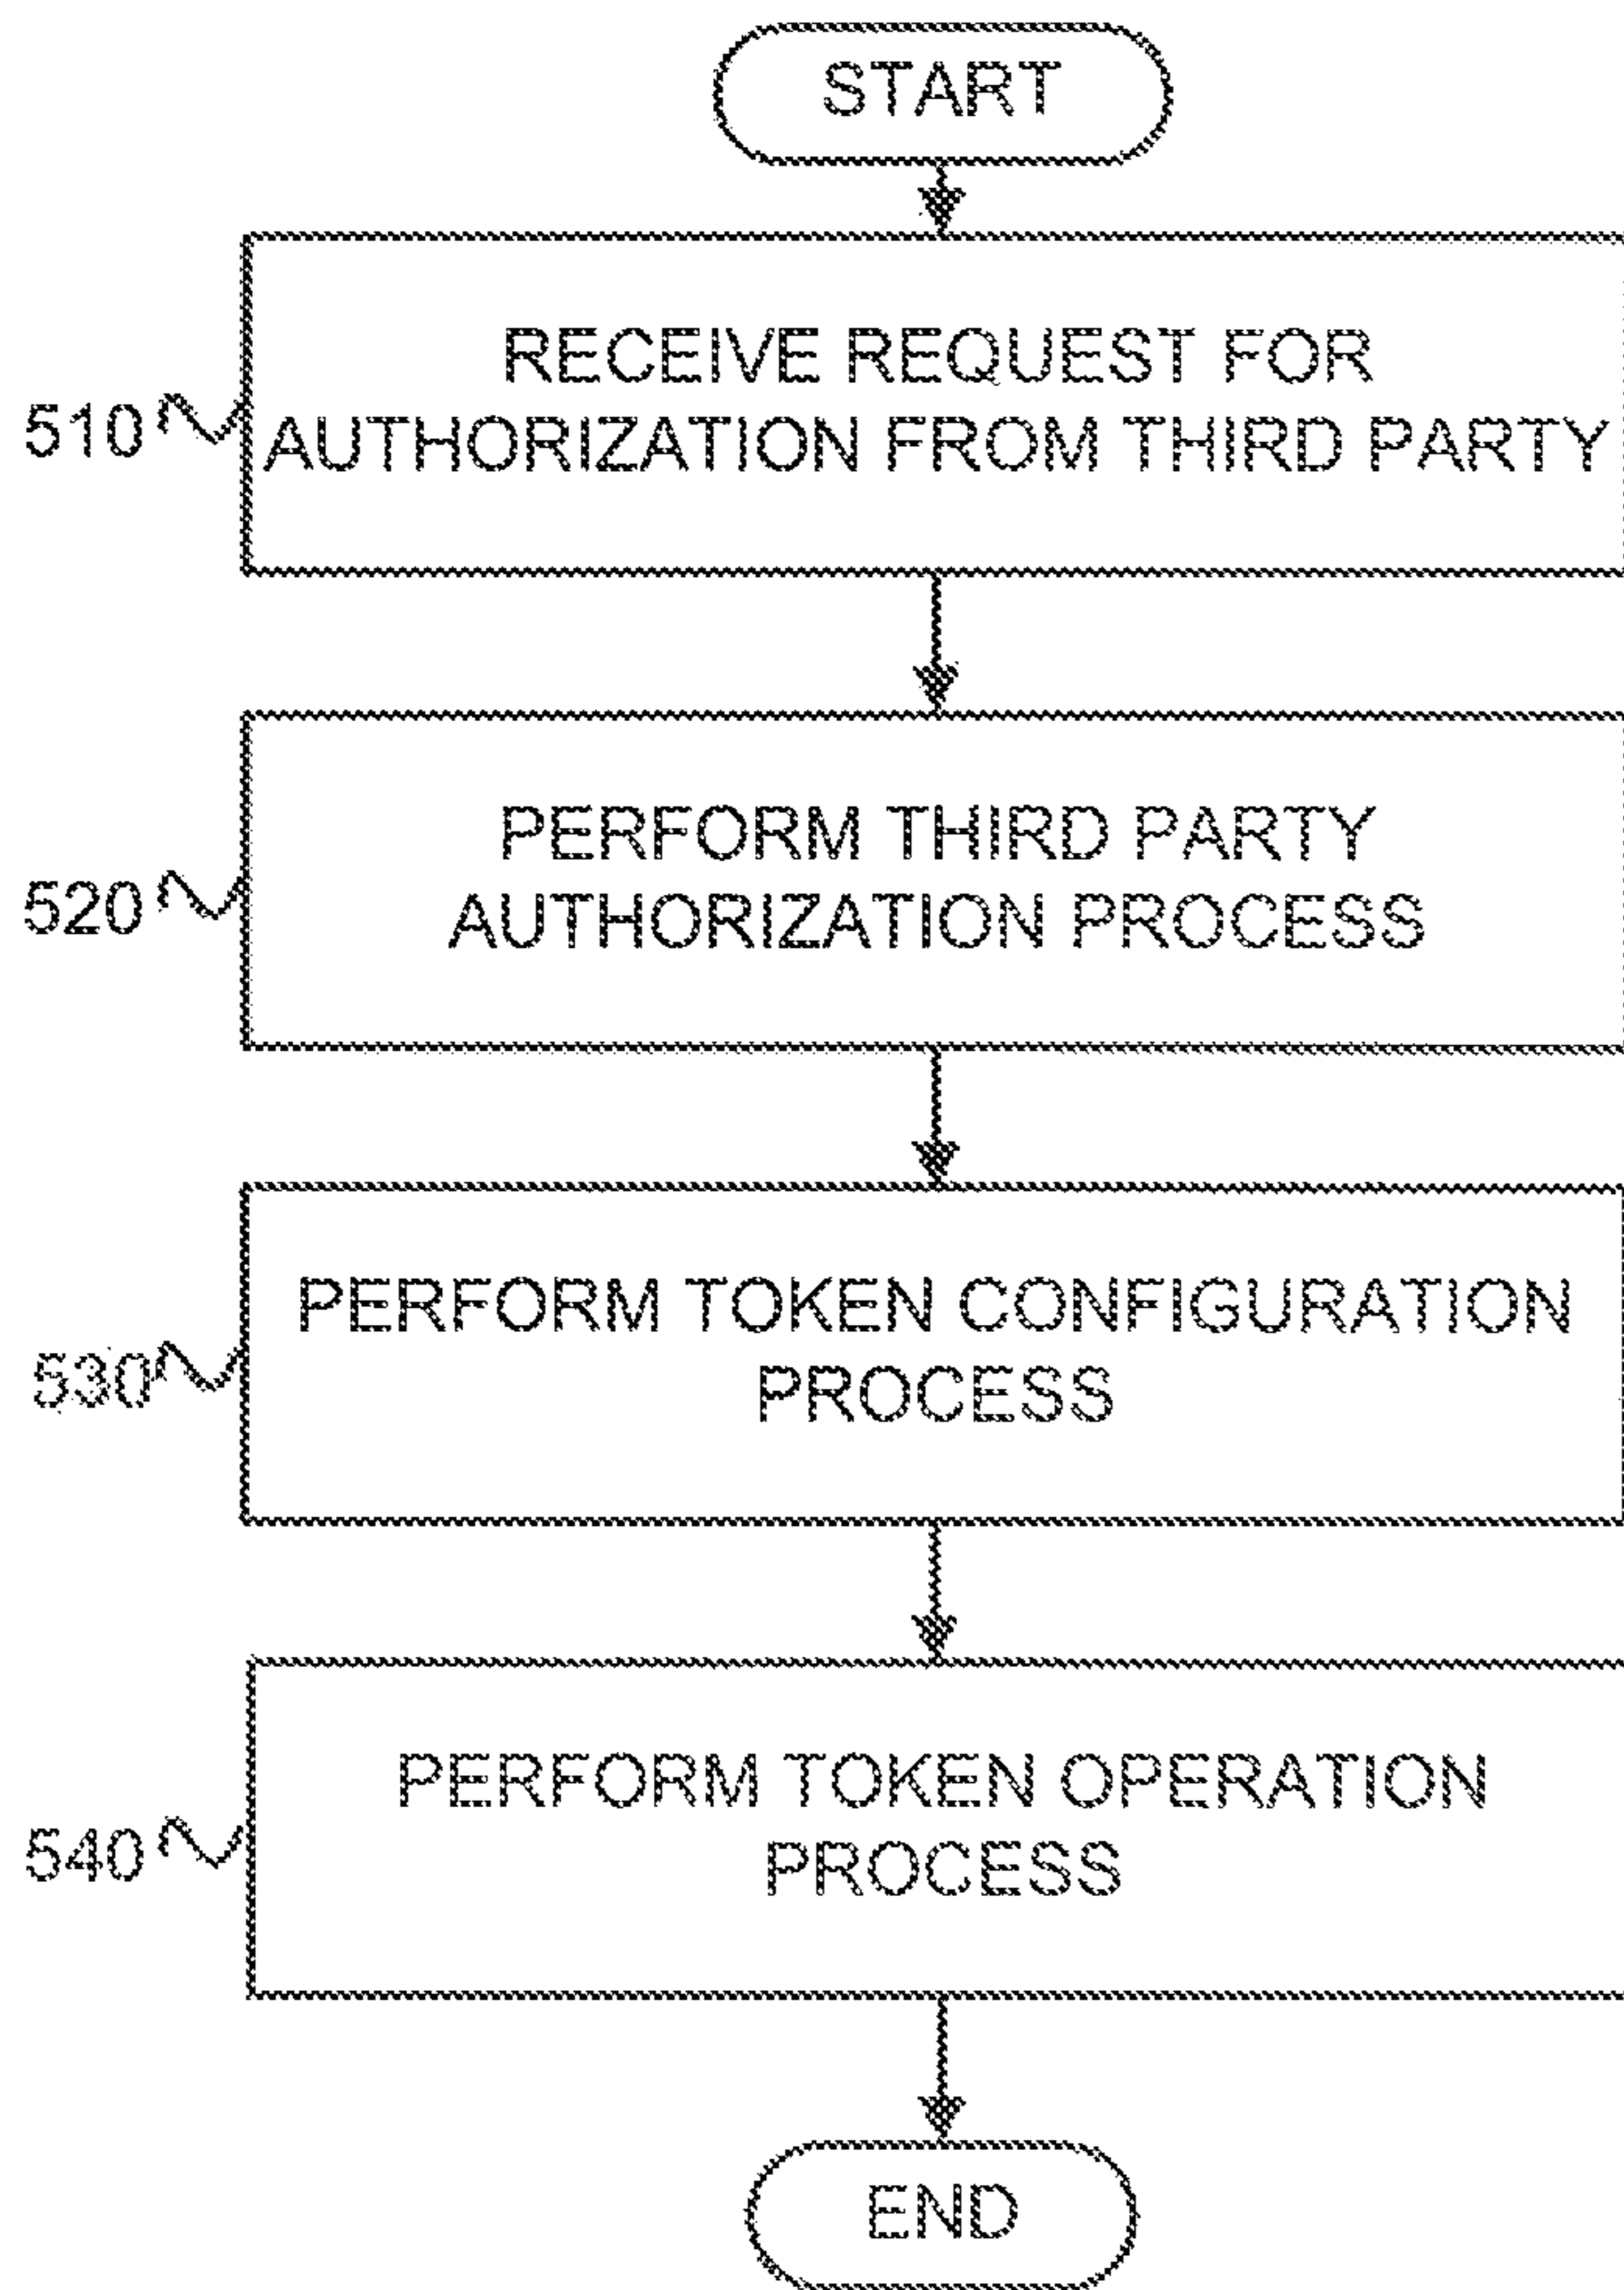 START
RECEIVE REQUEST FOR
AUTHORIZATION FROM THIRD PARTY
510
PERFORM THIRD PARTY
AUTHORIZATION PROCESS
520
PERFORM TOKEN CONFIGURATION
PROCESS
530
PERFORM TOKEN OPERATION
PROCESS
540
END